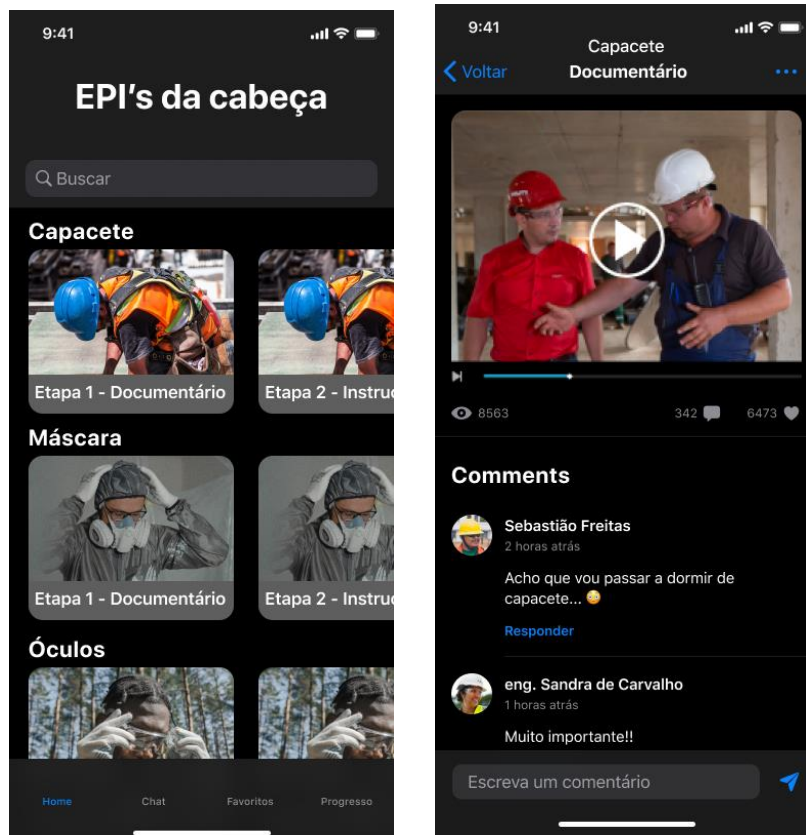 9:41
EPI's da cabeça
Buscar
Capacete
Etapa 1 - Documentário
Etapa 2 - Instruç
Máscara
Etapa 1 - Documentário
Etapa 2 - Instruç
Óculos
Home
Chat
Favoritos
Progresso
9:41
Capacete
Voltar
Documentário
8563
342
6473
Comments
Sebastião Freitas
2 horas atrás
Acho que vou passar a dormir de
capacete... 😳
Responder
eng. Sandra de Carvalho
1 horas atrás
Muito importante!!
Escreva um comentário